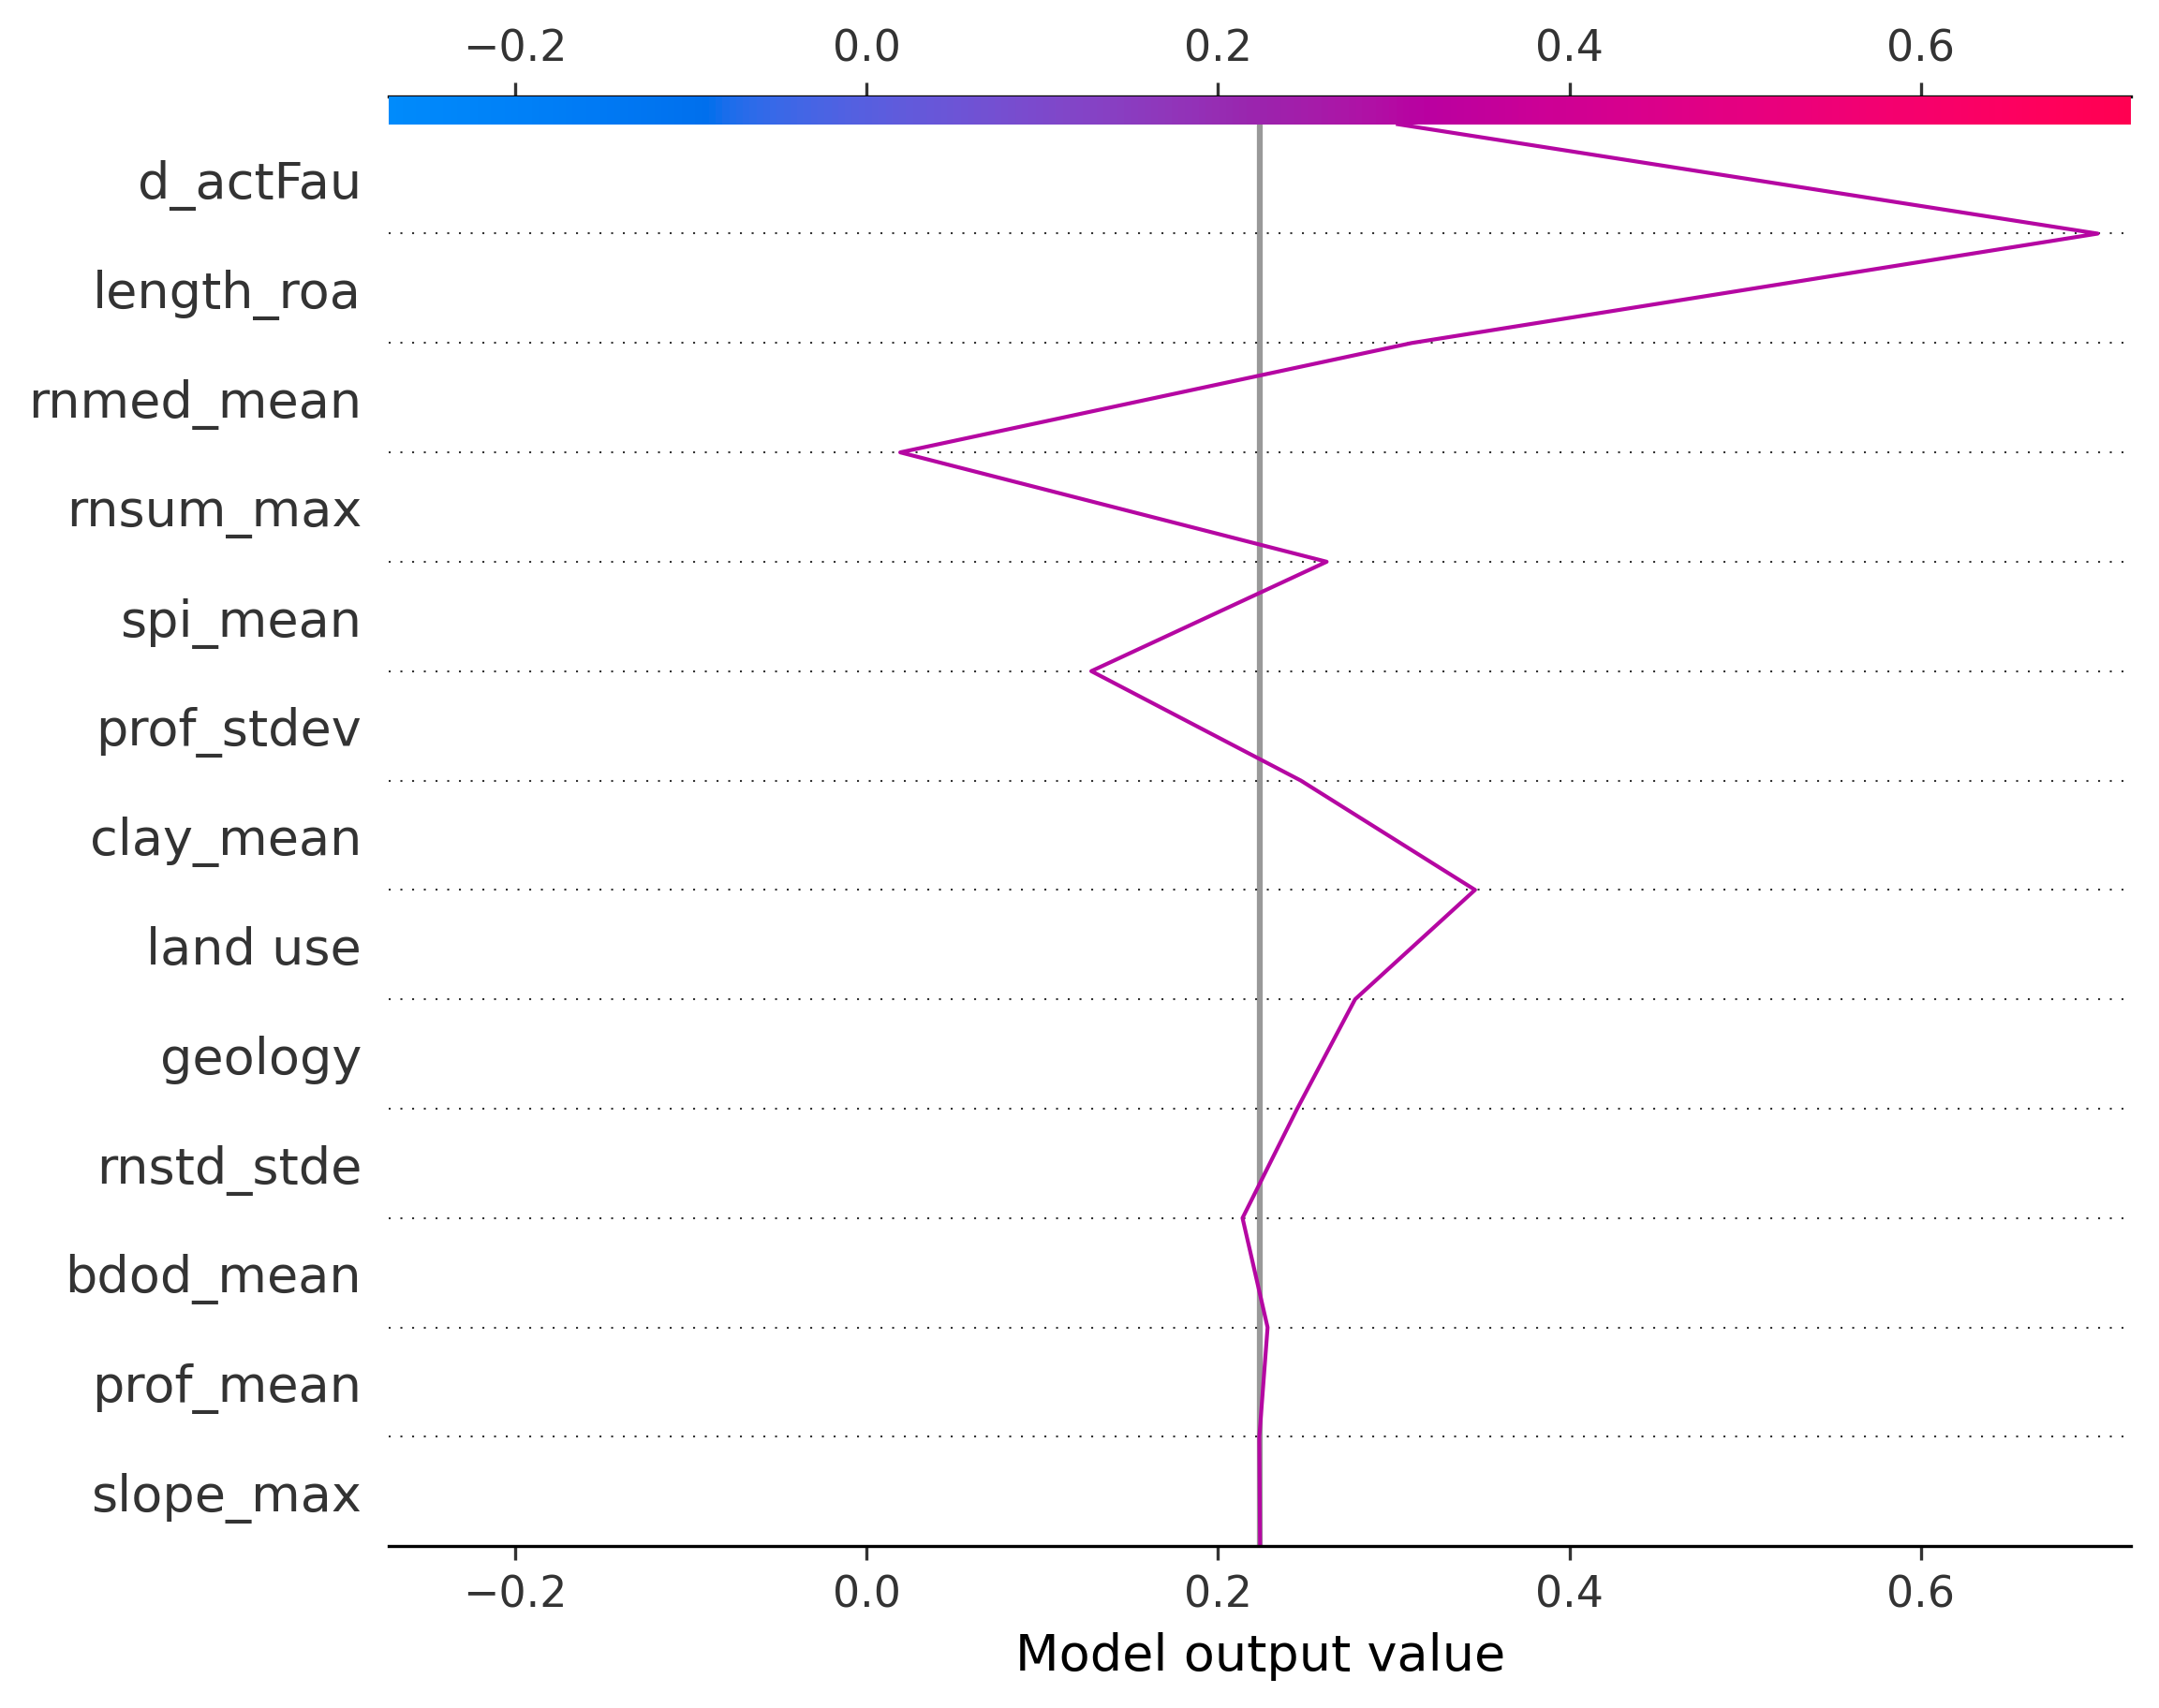 −0.2 0.0 0.2 0.4 0.6
d_actFau
length_roa
rnmed_mean
rnsum_max
spi_mean
prof_stdev
clay_mean
land use
geology
rnstd_stde
bdod_mean
prof_mean
slope_max
−0.2 0.0 0.2 0.4 0.6
Model output value